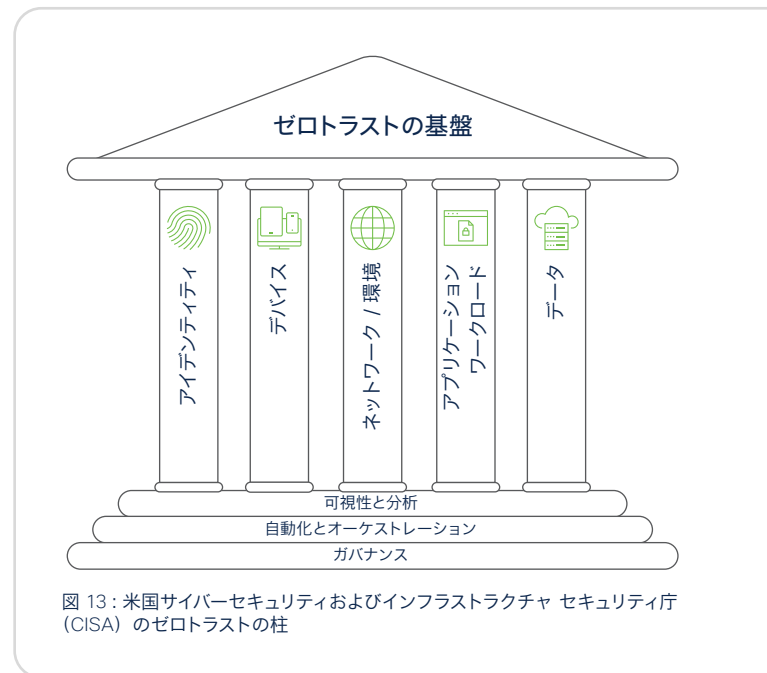 ゼロトラストの基盤
アイデンティティ
デバイス
ネットワーク / 環境
アプリケーション
ワークロード
データ
可視性と分析
自動化とオーケストレーション
ガバナンス
図 13 : 米国サイバーセキュリティおよびインフラストラクチャ セキュリティ庁
(CISA) のゼロトラストの柱